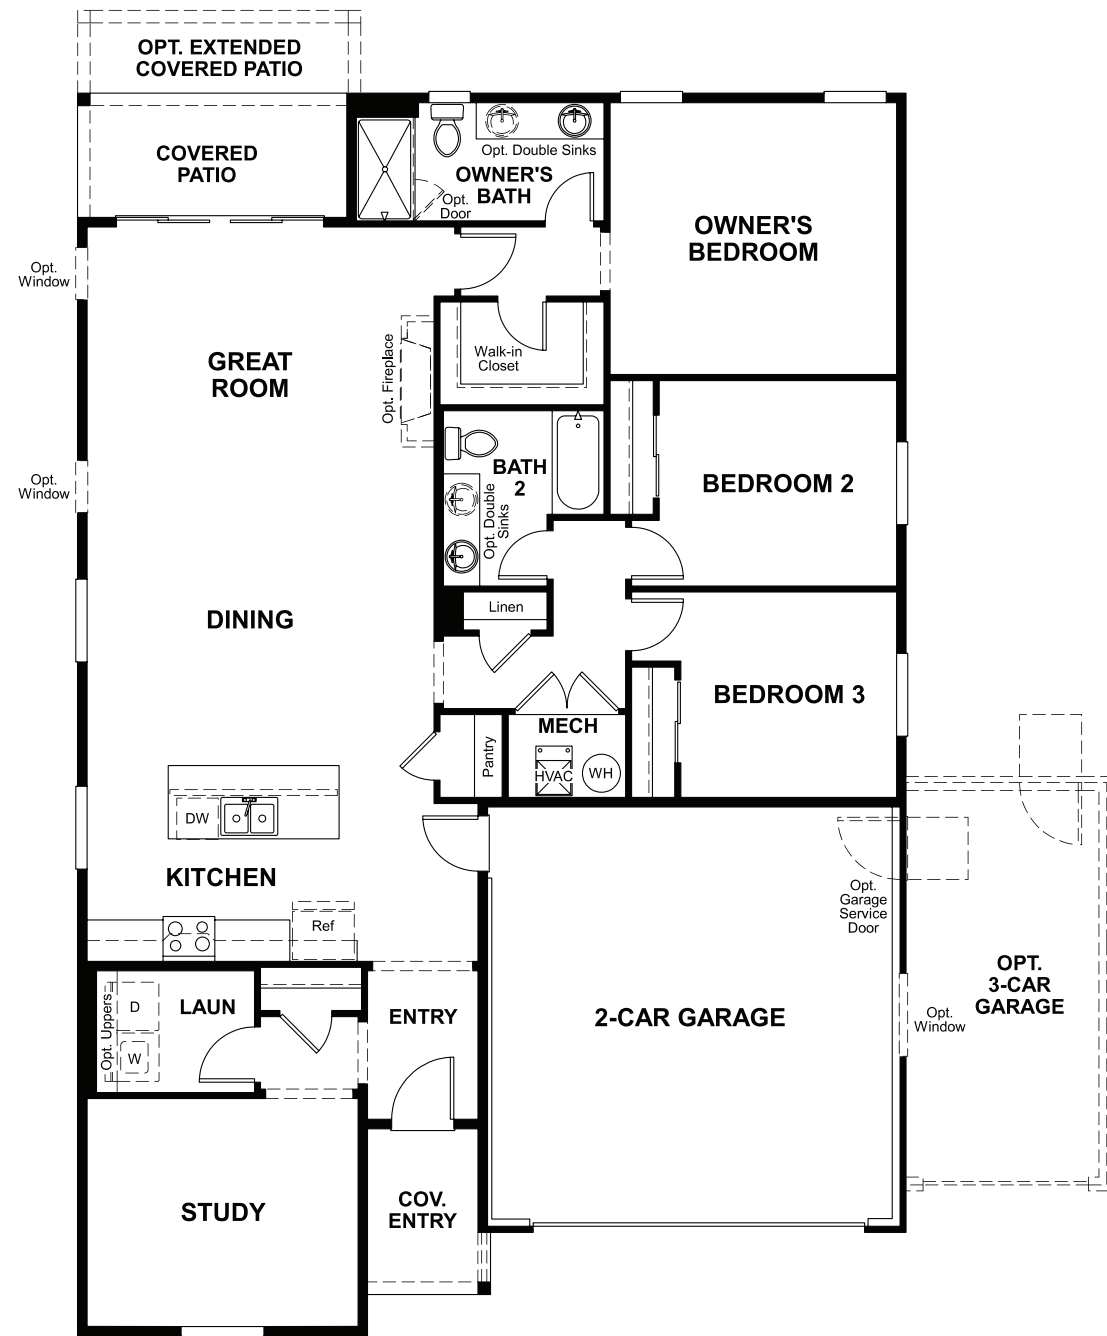 OPT. EXTENDED
COVERED PATIO
COVERED
PATIO
Opt. Double Sinks
OWNER'S
BATH
Opt.
Door
OWNER'S
BEDROOM
Opt.
Window
GREAT
ROOM
Opt. Fireplace
Walk-in
Closet
BATH
2
Opt. Double
Sinks
BEDROOM 2
Opt.
Window
Linen
DINING
BEDROOM 3
MECH
Pantry
HVAC
WH
DW
KITCHEN
Ref
Opt.
Garage
Service
Door
OPT.
3-CAR
GARAGE
Opt.
Window
2-CAR GARAGE
Opt. Uppers
D
W
LAUN
ENTRY
STUDY
COV.
ENTRY